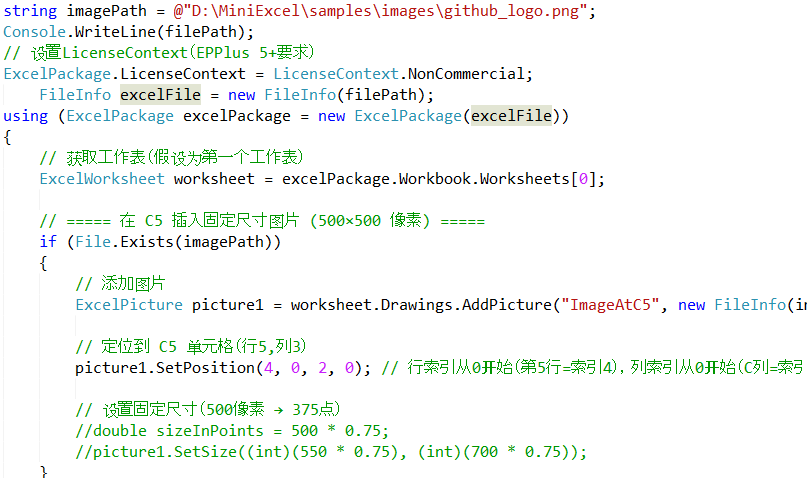 string imagePath = @"D:\MiniExcel\samples\images\github_logo.png";
Console.WriteLine(filePath);
// 设置LicenseContext(EPPlus 5+要求)
ExcelPackage.LicenseContext = LicenseContext.NonCommercial;
FileInfo excelFile = new FileInfo(filePath);
using (ExcelPackage excelPackage = new ExcelPackage(excelFile))
{
// 获取工作表(假设为第一个工作表)
ExcelWorksheet worksheet = excelPackage.Workbook.Worksheets[0];
// ===== 在 C5 插入固定尺寸图片 (500×500 像素) =====
if (File.Exists(imagePath))
{
// 添加图片
ExcelPicture picture1 = worksheet.Drawings.AddPicture("ImageAtC5", new FileInfo(i
// 定位到 C5 单元格(行5,列3)
picture1.SetPosition(4, 0, 2, 0); // 行索引从0开始(第5行=索引4)，列索引从0开始(C列=索引
// 设置固定尺寸(500像素 → 375点)
//double sizeInPoints = 500 * 0.75;
//picture1.SetSize((int)(550 * 0.75), (int)(700 * 0.75));
}